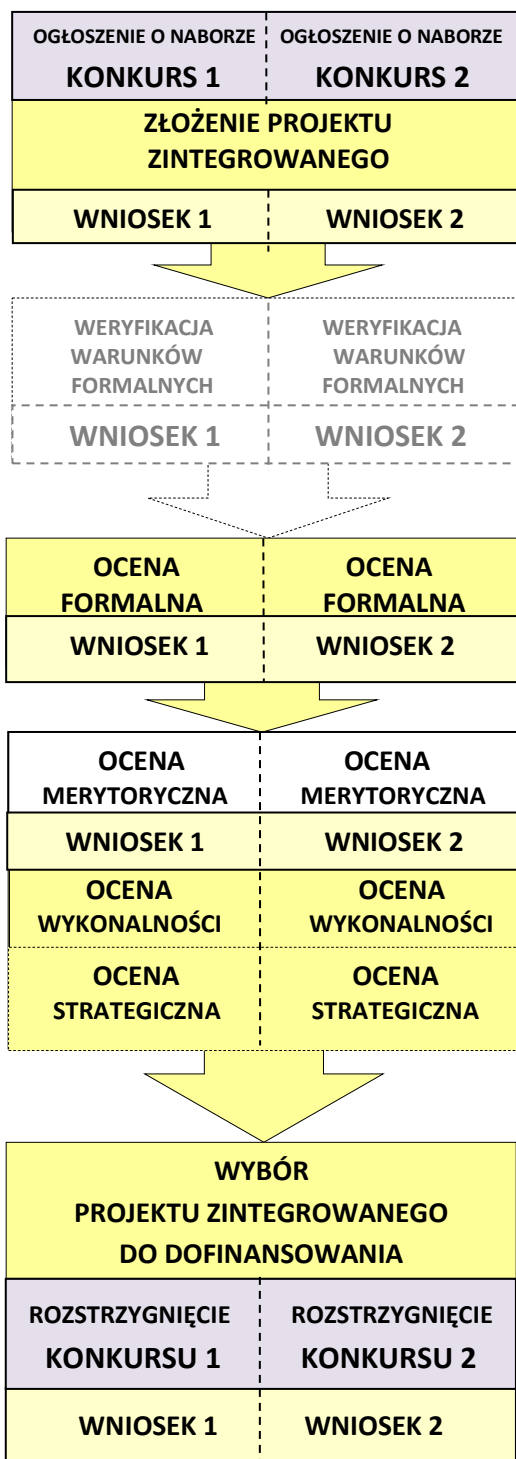 OGŁOSZENIE O NABORZE OGŁOSZENIE O NABORZE
KONKURS 1 KONKURS 2
ZŁOŻENIE PROJEKTU
ZINTEGROWANEGO
WNIOSEK 1 WNIOSEK 2
WERYFIKACJA WERYFIKACJA
WARUNKÓW WARUNKÓW
FORMALNYCH FORMALNYCH
WNIOSEK 1 WNIOSEK 2
OCENA OCENA
FORMALNA FORMALNA
WNIOSEK 1 WNIOSEK 2
OCENA OCENA
MERYTORYCZNA MERYTORYCZNA
WNIOSEK 1 WNIOSEK 2
OCENA OCENA
WYKONALNOŚCI WYKONALNOŚCI
OCENA OCENA
STRATEGICZNA STRATEGICZNA
WYBÓR
PROJEKTU ZINTEGROWANEGO
DO DOFINANSOWANIA
ROZSTRZYGNIĘCIE ROZSTRZYGNIĘCIE
KONKURSU 1 KONKURSU 2
WNIOSEK 1 WNIOSEK 2